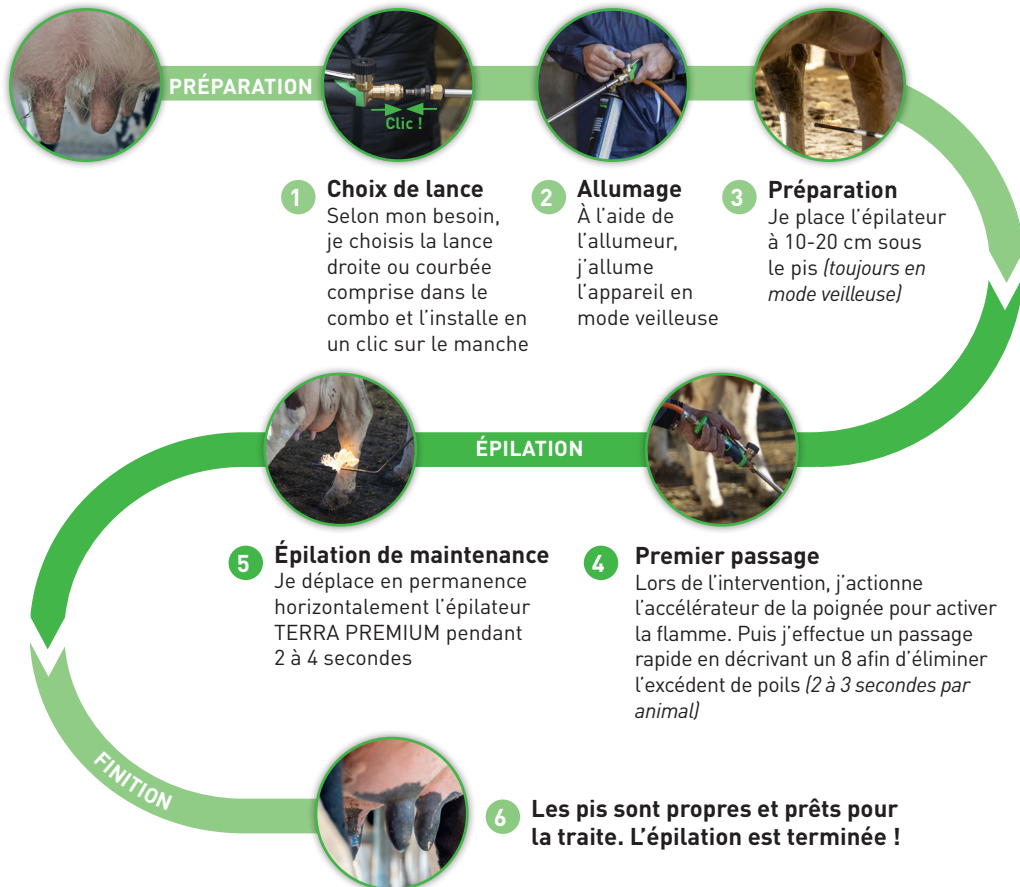 PRÉPARATION
Clic !
1 Choix de lance
Selon mon besoin,
je choisis la lance
droite ou courbée
comprise dans le
combo et l'installe en
un clic sur le manche
2 Allumage
À l'aide de
l'allumeur,
j'allume
l'appareil en
mode veilleuse
3 Préparation
Je place l'épilateur
à 10-20 cm sous
le pis (toujours en
mode veilleuse)
ÉPILATION
4 Premier passage
Lors de l'intervention, j'actionne
l'accélérateur de la poignée pour activer
la flamme. Puis j'effectue un passage
rapide en décrivant un 8 afin d'éliminer
l'excédent de poils (2 à 3 secondes par
animal)
5 Épilation de maintenance
Je déplace en permanence
horizontalement l'épilateur
TERRA PREMIUM pendant
2 à 4 secondes
FINITION
6 Les pis sont propres et prêts pour
la traite. L'épilation est terminée !